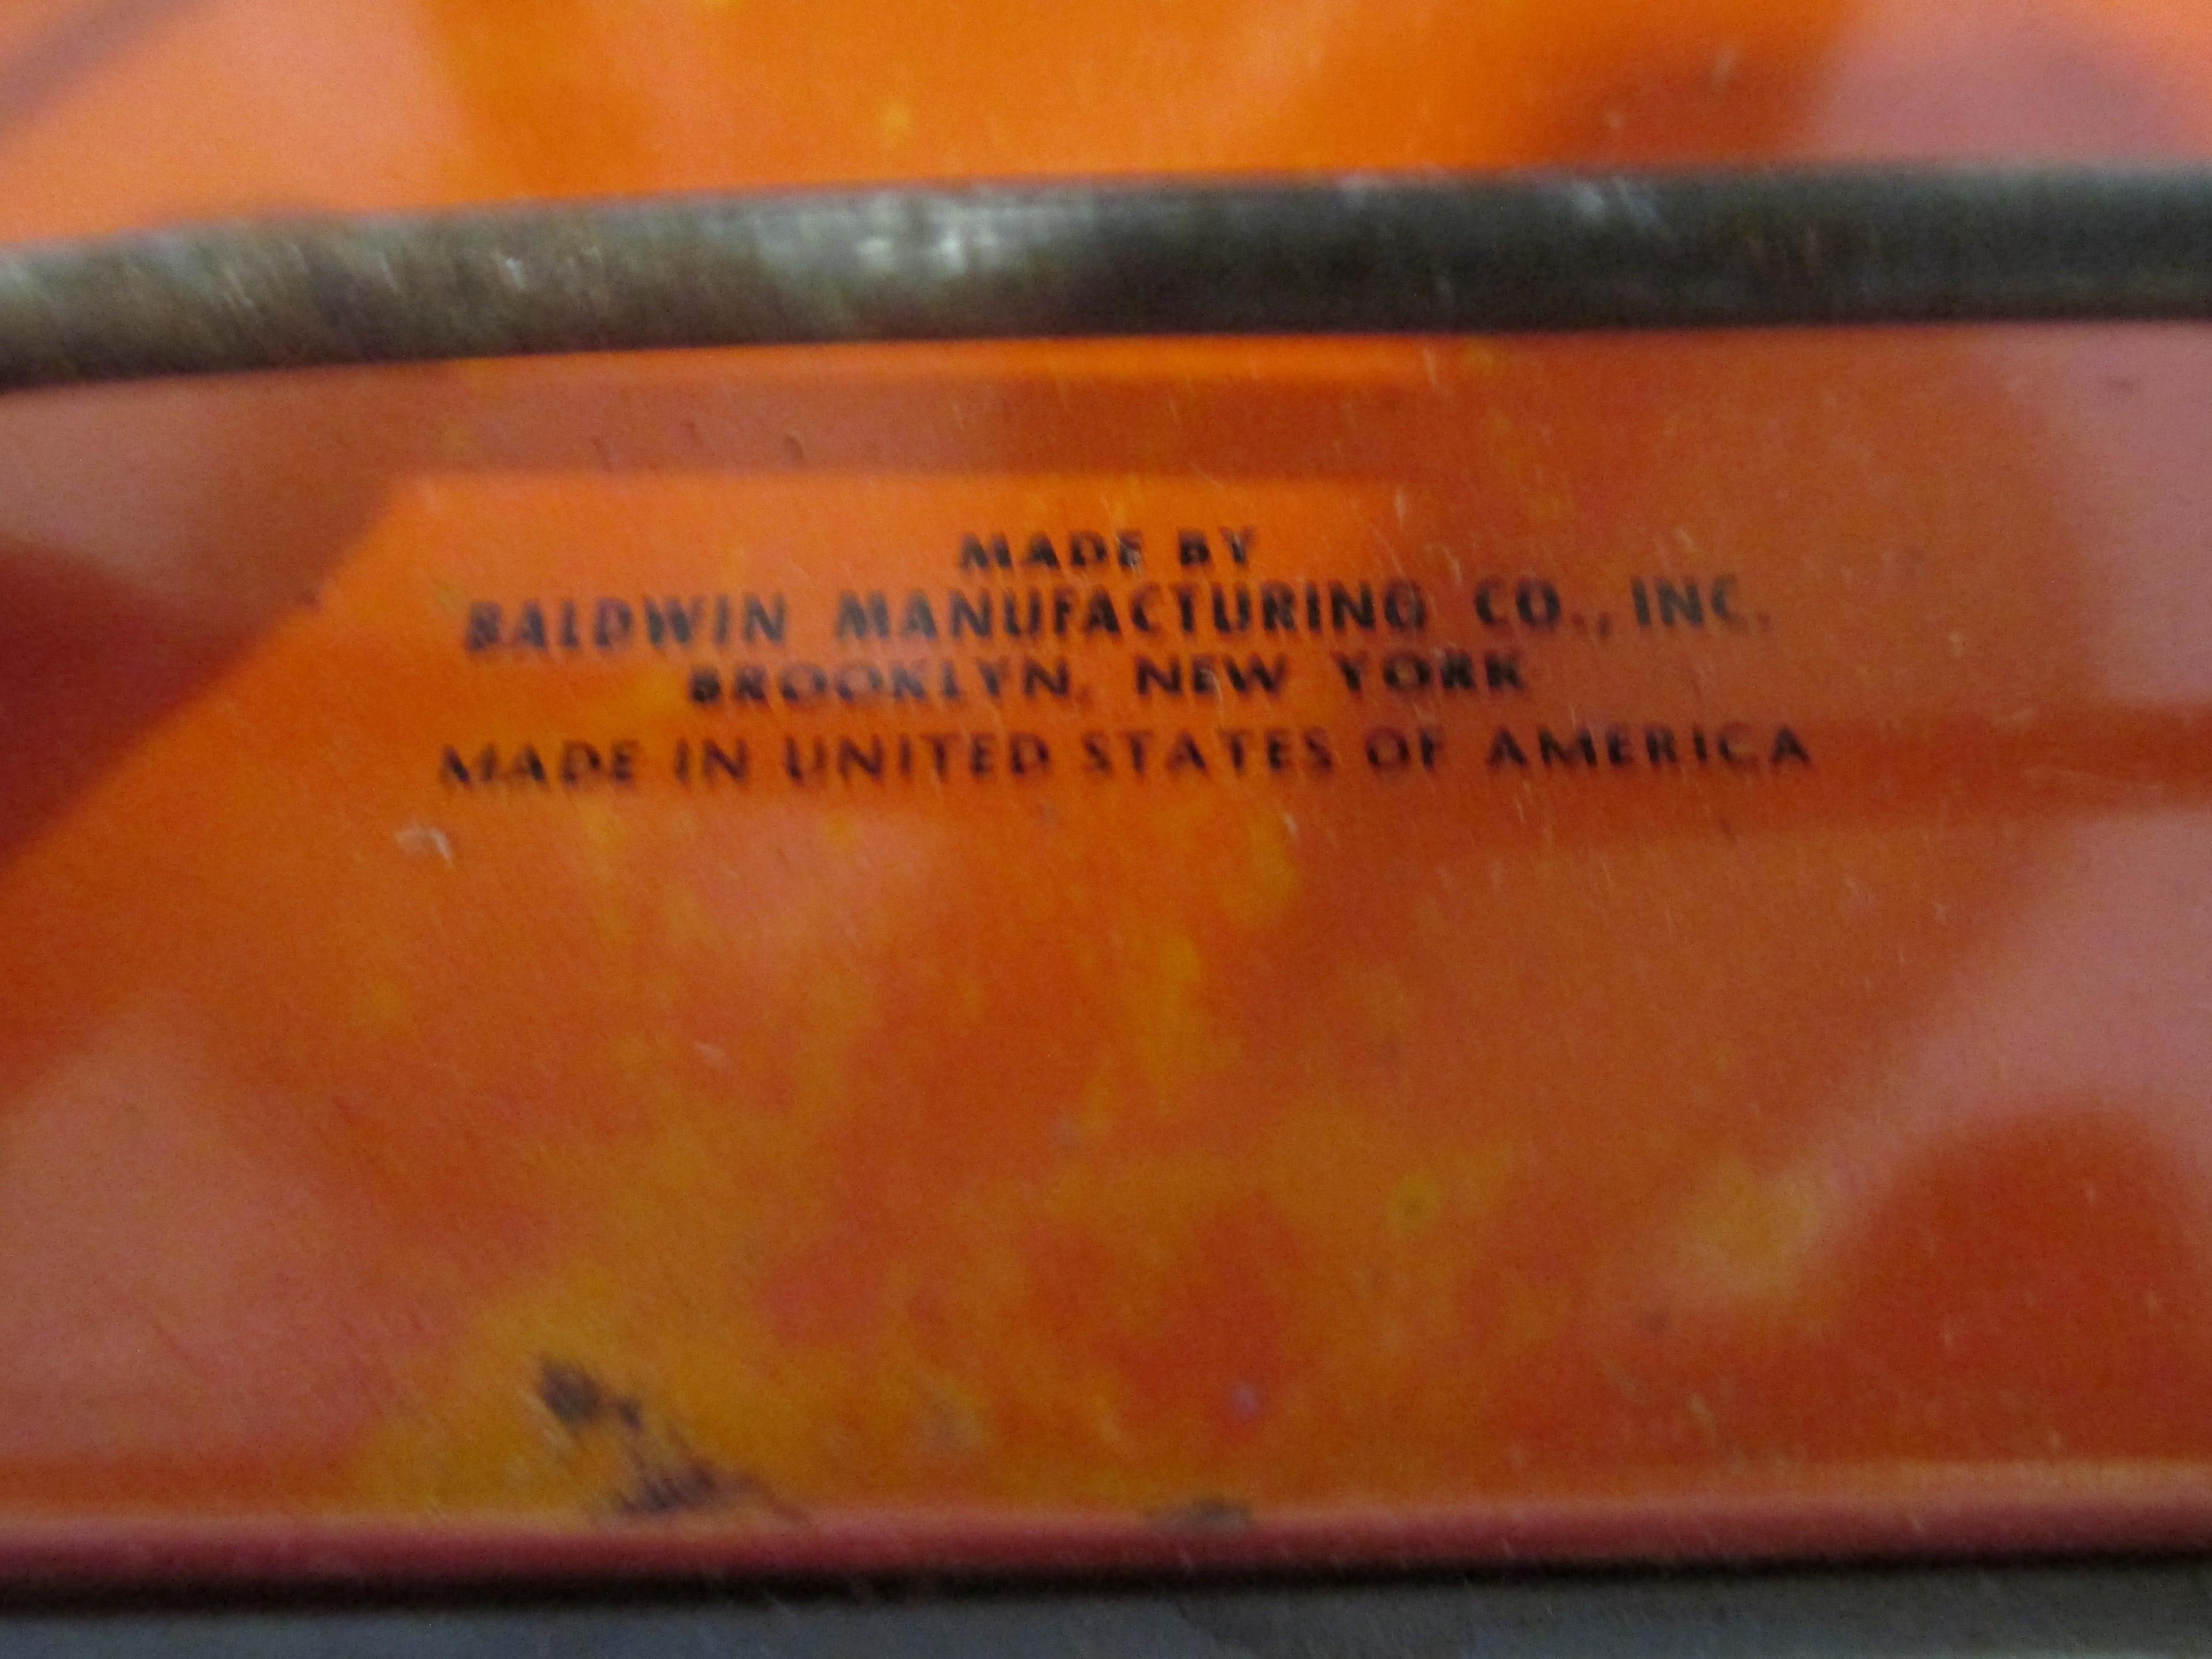 MADE BY
BALDWIN MANUFACTURING CO., INC.
BROOKLYN, NEW YORK
MADE IN UNITED STATES OF AMERICA